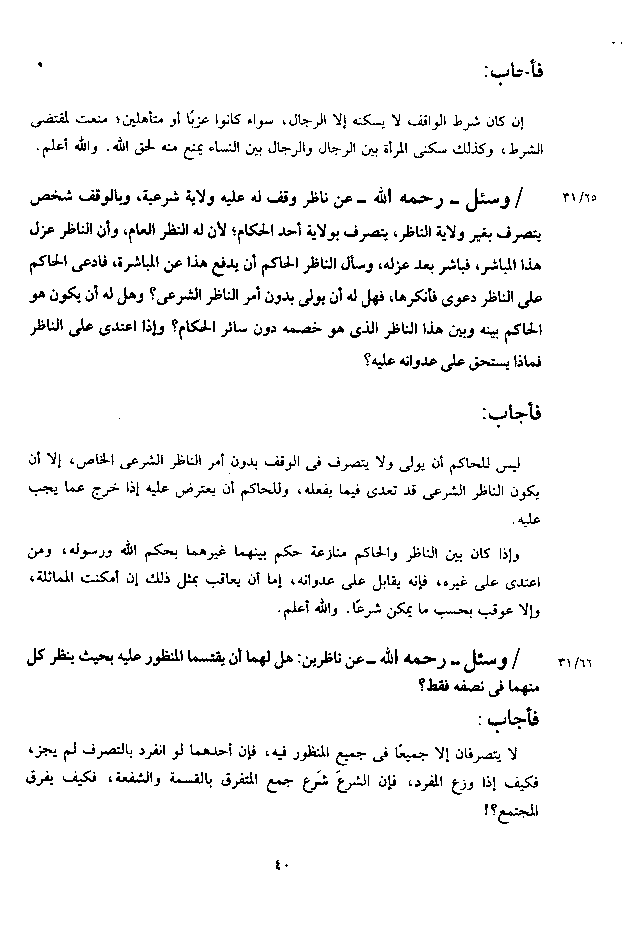 فأجاب:
إن كان شرط الواقف لا يسكنه إلا الرجال، سواء كانوا عزبًا أو متأهلين؛ منعت لمقتضى
الشرط، وكذلك سكنى المرأة بين الرجال والرجال بين النساء يمنع منه لحق الله. والله أعلم.
٣١/٦٥ / وسئل ـ رحمه الله ـ عن ناظر وقف له عليه ولاية شرعية، وبالوقف شخص
يتصرف بغير ولاية الناظر، يتصرف بولاية أحد الحكام؛ لأن له النظر العام، وأن الناظر عزل
هذا المباشر، فباشر بعد عزله، وسأل الناظر الحاكم أن يدفع هذا عن المباشرة، فادعى الحاكم
على الناظر دعوى فأنكرها، فهل له أن يولى بدون أمر الناظر الشرعى؟ وهل له أن يكون هو
الحاكم بينه وبين هذا الناظر الذى هو خصمه دون سائر الحكام؟ وإذا اعتدى على الناظر
فماذا يستحق على عدوانه عليه؟
فأجاب:
ليس للحاكم أن يولى ولا يتصرف فى الوقف بدون أمر الناظر الشرعى الخاص، إلا أن
يكون الناظر الشرعى قد تعدى فيما يفعله، وللحاكم أن يعترض عليه إذا خرج عما يجب
عليه.
وإذا كان بين الناظر والحاكم منازعة حكم بينهما غيرهما بحكم الله ورسوله، ومن
اعتدى على غيره، فإنه يقابل على عدوانه، إما أن يعاقب بمثل ذلك إن أمكنت المماثلة،
وإلا عوقب بحسب ما يمكن شرعًا. والله أعلم.
٣١/٦٦ / وسئل ـ رحمه الله ـ عن ناظرين: هل لهما أن يقتسما المنظور عليه بحيث ينظر كل
منهما فى نصفه فقط؟
فأجاب:
لا يتصرفان إلا جميعًا فى جميع المنظور فيه، فإن أحدهما لو انفرد بالتصرف لم يجز،
فكيف إذا وزع المفرد، فإن الشرعَ شَرع جمع المتفرق بالقسمة والشفعة، فكيف يفرق
المجتمع؟!
٤٠